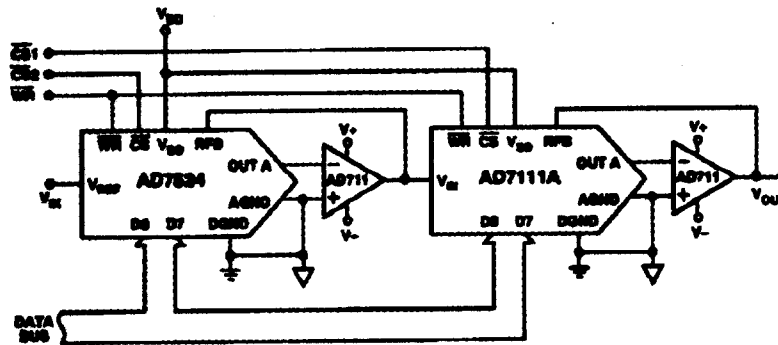 VDD
CS1
CS2
WR
WR CS VDD RFB
VIN
VREF
AD7524
OUT A
AGND
D0 D7 DGND
V+
AD711
V-
WR CS VDD RFB
VIN
AD7111A
OUT A
AGND
D0 D7 DGND
V+
AD711
V-
VOUT
DATA
BUS